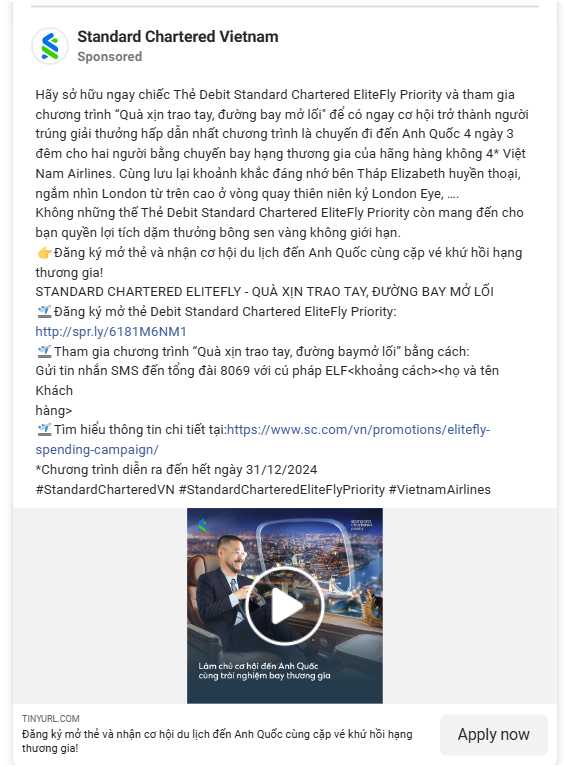 Standard Chartered Vietnam
Sponsored
Hãy sở hữu ngay chiếc Thẻ Debit Standard Chartered EliteFly Priority và tham gia
chương trình “Quà xịn trao tay, đường bay mở lối" để có ngay cơ hội trở thành người
trúng giải thưởng hấp dẫn nhất chương trình là chuyến đi đến Anh Quốc 4 ngày 3
đêm cho hai người bằng chuyến bay hạng thương gia của hãng hàng không 4* Việt
Nam Airlines. Cùng lưu lại khoảnh khắc đáng nhớ bên Tháp Elizabeth huyền thoại,
ngắm nhìn London từ trên cao ở vòng quay thiên niên kỷ London Eye, ....
Không những thế Thẻ Debit Standard Chartered EliteFly Priority còn mang đến cho
bạn quyền lợi tích dặm thưởng bông sen vàng không giới hạn.
👉Đăng ký mở thẻ và nhận cơ hội du lịch đến Anh Quốc cùng cặp vé khứ hồi hạng
thương gia!
STANDARD CHARTERED ELITEFLY - QUÀ XỊN TRAO TAY, ĐƯỜNG BAY MỞ LỐI
🛫Đăng ký mở thẻ Debit Standard Chartered EliteFly Priority:
http://spr.ly/6181M6NM1
🛫Tham gia chương trình “Quà xịn trao tay, đường baymở lối” bằng cách:
Gửi tin nhắn SMS đến tổng đài 8069 với cú pháp ELF<khoảng cách><họ và tên
Khách
hàng>
🛫Tìm hiểu thông tin chi tiết tại:https://www.sc.com/vn/promotions/elitefly-
spending-campaign/
*Chương trình diễn ra đến hết ngày 31/12/2024
#StandardCharteredVN #StandardCharteredEliteFlyPriority #VietnamAirlines
standard
chartered
priority
Làm chủ cơ hội đến Anh Quốc
cùng trải nghiệm bay thương gia
TINYURL.COM
Đăng ký mở thẻ và nhận cơ hội du lịch đến Anh Quốc cùng cặp vé khứ hồi hạng
thương gia!
Apply now